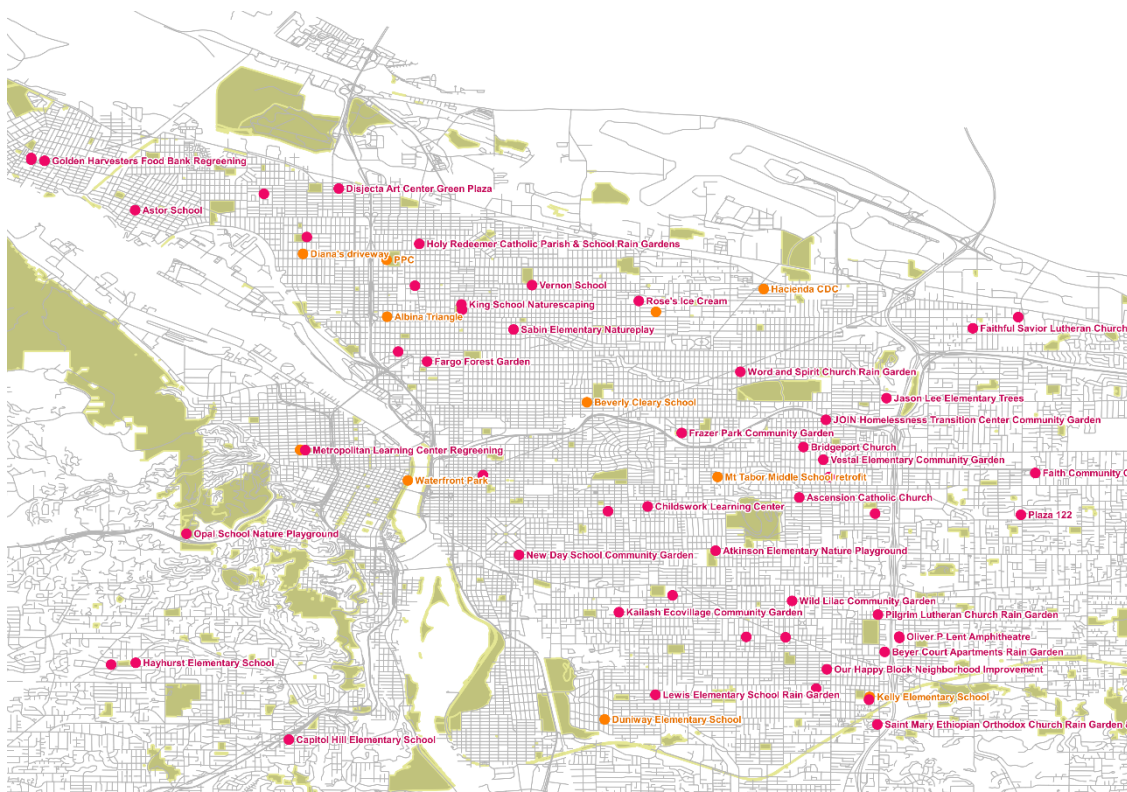 Golden Harvesters Food Bank Regreening
Disjecta Art Center Green Plaza
Astor School
Holy Redeemer Catholic Parish & School Rain Gardens
Diana's driveway
PPC
Vernon School
Hacienda CDC
Rose's Ice Cream
King School Naturescaping
Albina Triangle
Sabin Elementary Natureplay
Faithful Savior Lutheran Church
Fargo Forest Garden
Word and Spirit Church Rain Garden
Jason Lee Elementary Trees
Beverly Cleary School
JOIN Homelessness Transition Center Community Garden
Frazer Park Community Garden
Bridgeport Church
Metropolitan Learning Center Regreening
Vestal Elementary Community Garden
Faith Community G
Mt Tabor Middle School retrofit
Waterfront Park
Ascension Catholic Church
Childswork Learning Center
Plaza 122
Opal School Nature Playground
Atkinson Elementary Nature Playground
New Day School Community Garden
Wild Lilac Community Garden
Kailash Ecovillage Community Garden
Pilgrim Lutheran Church Rain Garden
Oliver P Lent Amphitheatre
Beyer Court Apartments Rain Garden
Hayhurst Elementary School
Our Happy Block Neighborhood Improvement
Lewis Elementary School Rain Garden
Kelly Elementary School
Duniway Elementary School
Saint Mary Ethiopian Orthodox Church Rain Garden &
Capitol Hill Elementary School